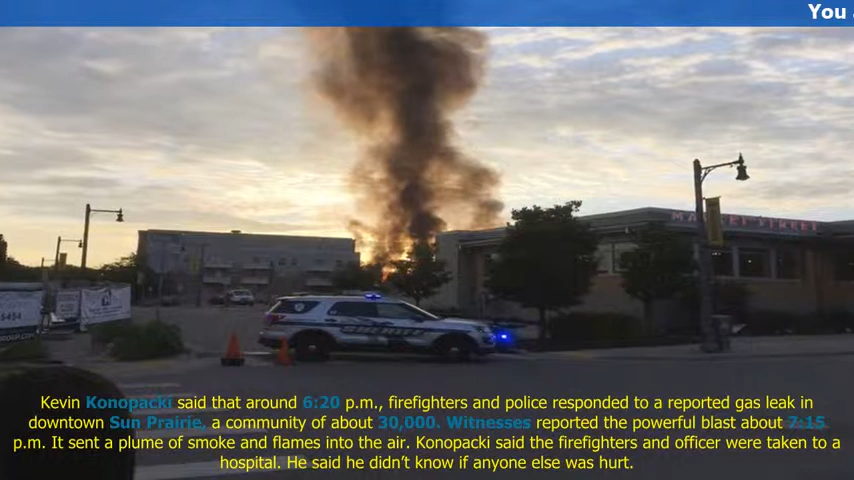 You
MARKET STREET
SHERIFF
5454
Kevin Konopacki said that around 6:20 p.m., firefighters and police responded to a reported gas leak in
downtown Sun Prairie, a community of about 30,000. Witnesses reported the powerful blast about 7:15
p.m. It sent a plume of smoke and flames into the air. Konopacki said the firefighters and officer were taken to a
hospital. He said he didn’t know if anyone else was hurt.